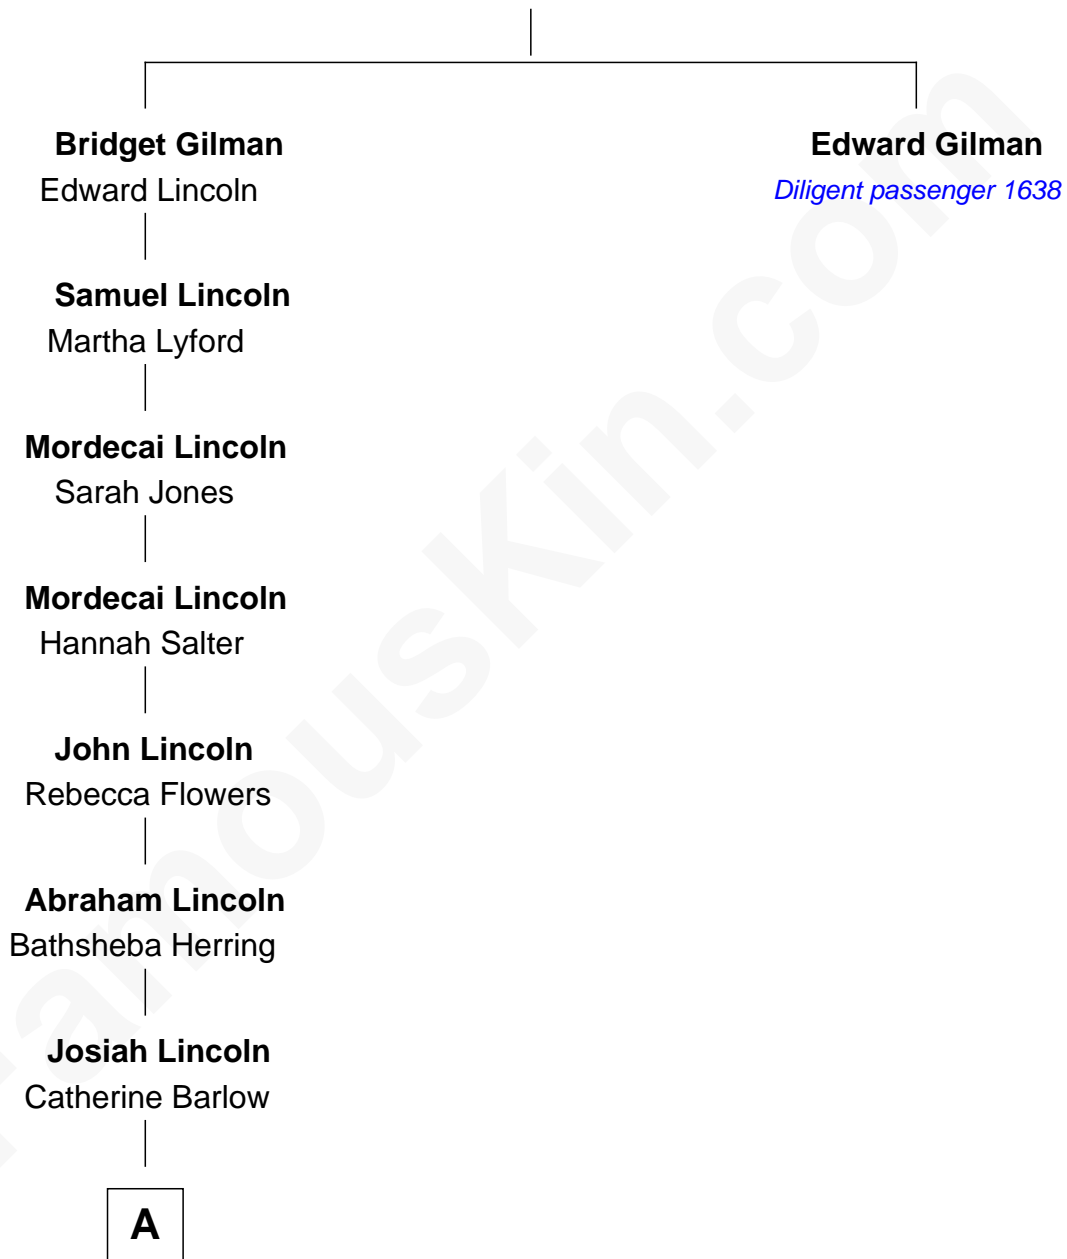 Bridget Gilman
Edward Lincoln
Edward Gilman
Diligent passenger 1638
Samuel Lincoln
Martha Lyford
Mordecai Lincoln
Sarah Jones
Mordecai Lincoln
Hannah Salter
John Lincoln
Rebecca Flowers
Abraham Lincoln
Bathsheba Herring
Josiah Lincoln
Catherine Barlow
A
FamousKin.com